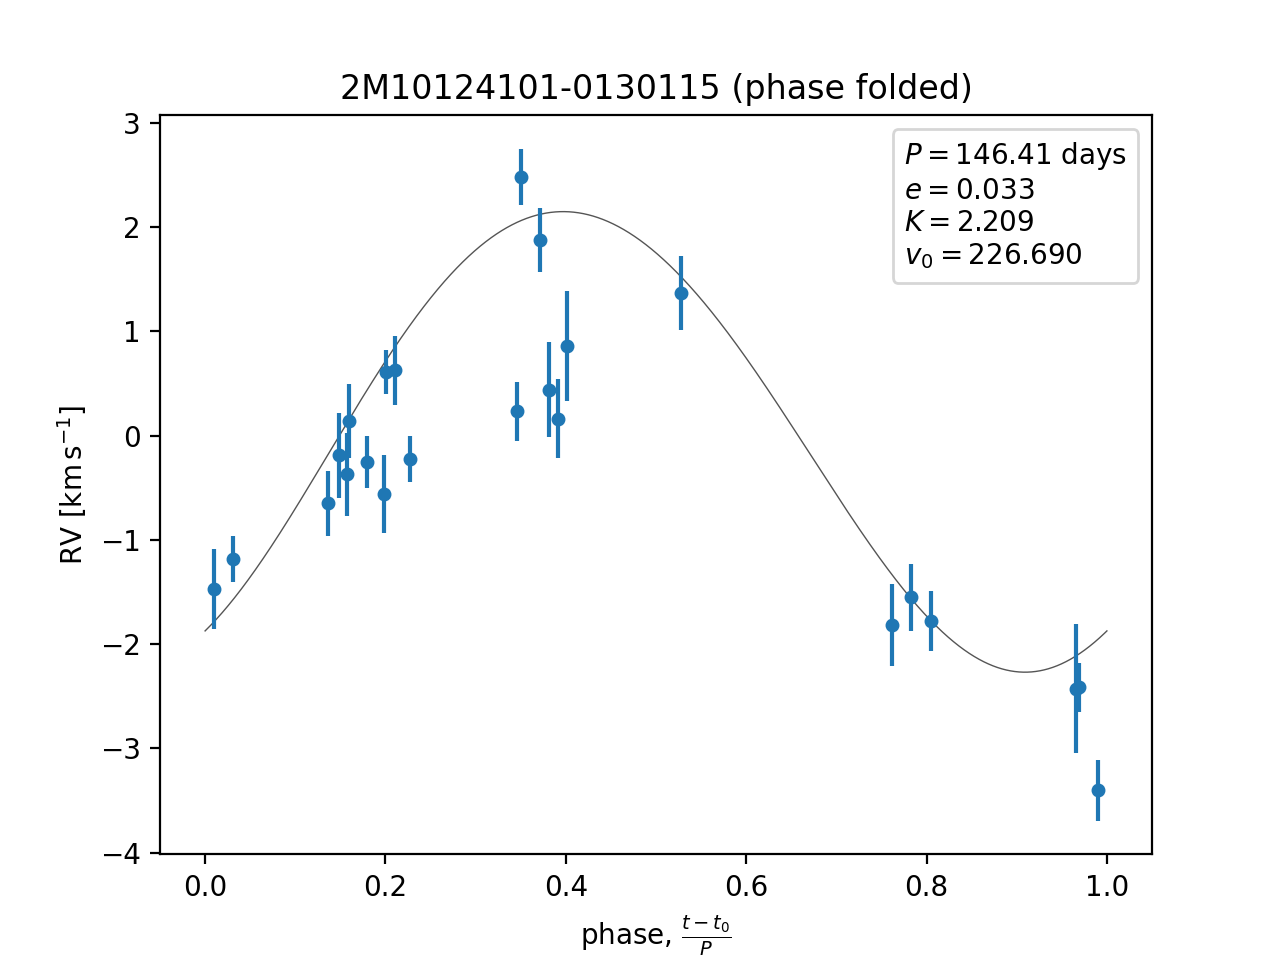 2M10124101-0130115 (phase folded)
P = 146.41 days
e = 0.033
K = 2.209
v₀ = 226.690
3
2
1
0
−1
−2
−3
−4
RV [km s⁻¹]
0.0 0.2 0.4 0.6 0.8 1.0
phase, (t − t₀)/P